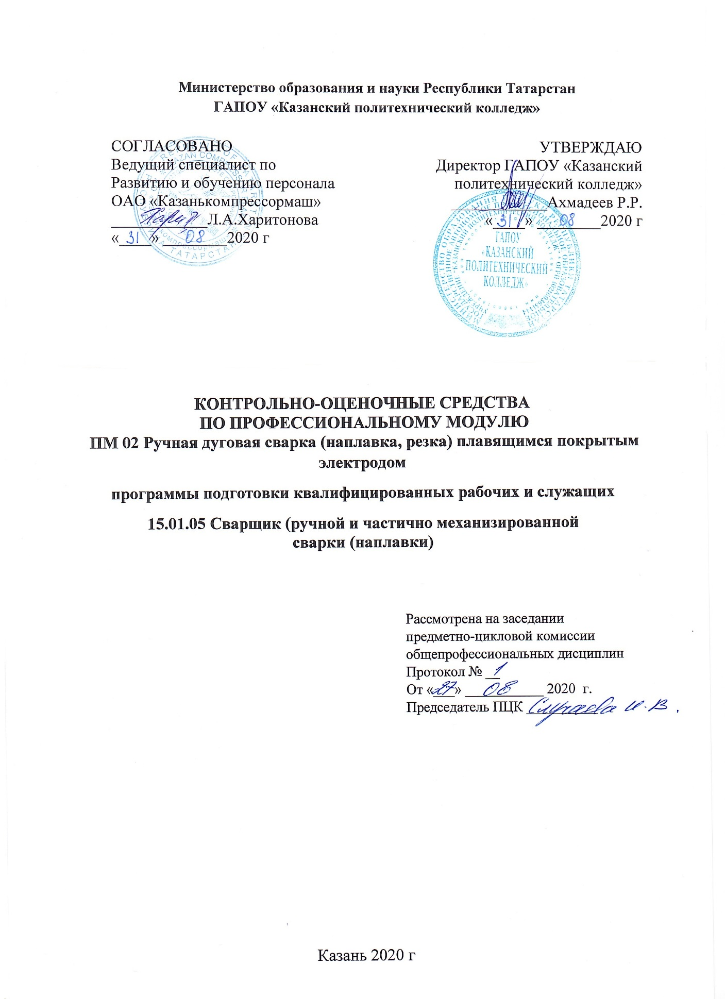 Министерство образования и науки Республики Татарстан
ГАПОУ «Казанский политехнический колледж»
СОГЛАСОВАНО
Ведущий специалист по
Развитию и обучению персонала
ОАО «Казанькомпрессормаш»
____________Л.А.Харитонова
«31» 08 2020 г
УТВЕРЖДАЮ
Директор ГАПОУ «Казанский
политехнический колледж»
____________Ахмадеев Р.Р.
«31» 08 2020 г
ГАПОУ
«КАЗАНСКИЙ
ПОЛИТЕХНИЧЕСКИЙ
КОЛЛЕДЖ»
КОНТРОЛЬНО-ОЦЕНОЧНЫЕ СРЕДСТВА
ПО ПРОФЕССИОНАЛЬНОМУ МОДУЛЮ
ПМ 02 Ручная дуговая сварка (наплавка, резка) плавящимся покрытым
электродом
программы подготовки квалифицированных рабочих и служащих
15.01.05 Сварщик (ручной и частично механизированной
сварки (наплавки)
Рассмотрена на заседании
предметно-цикловой комиссии
общепрофессиональных дисциплин
Протокол № 1
От «27» 08 2020 г.
Председатель ПЦК И.В.
Казань 2020 г